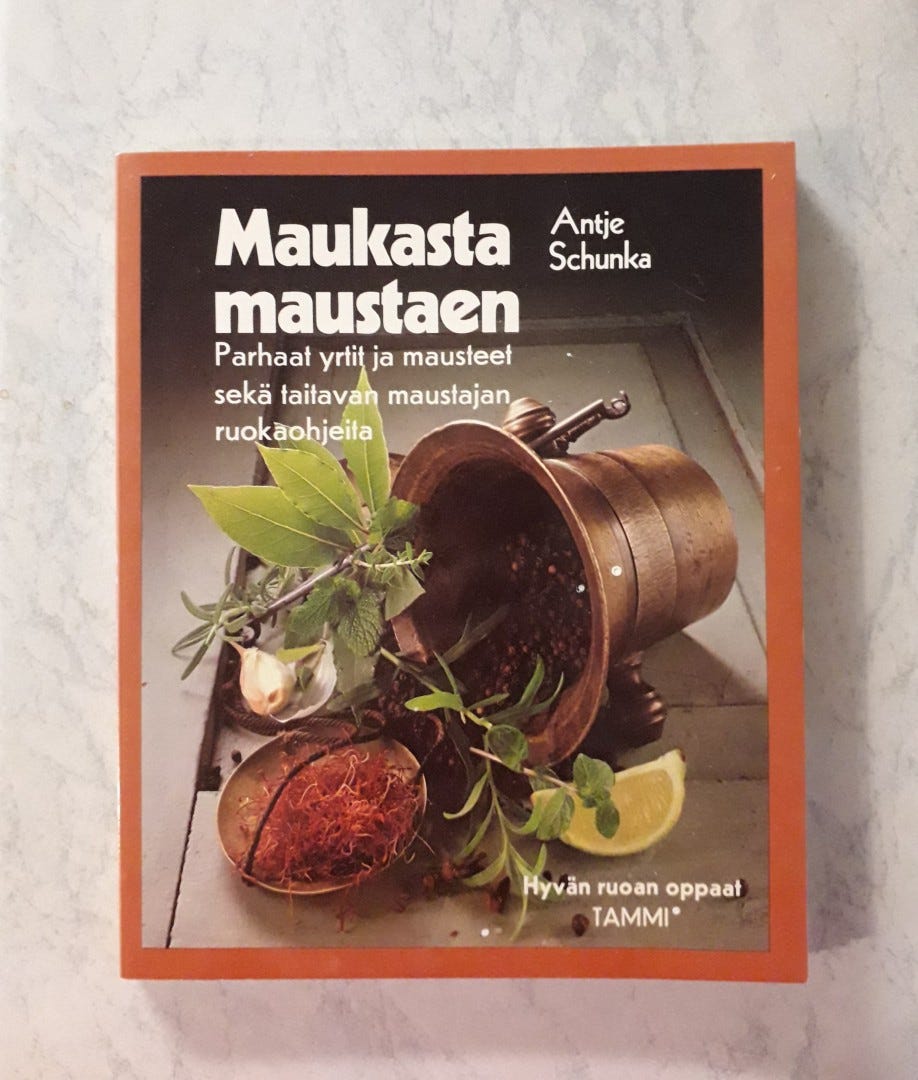 Maukasta
maustaen
Antje
Schunka
Parhaat yrtit ja mausteet
sekä taitavan maustajan
ruokaohjeita
Hyvän ruoan oppaat
TAMMI